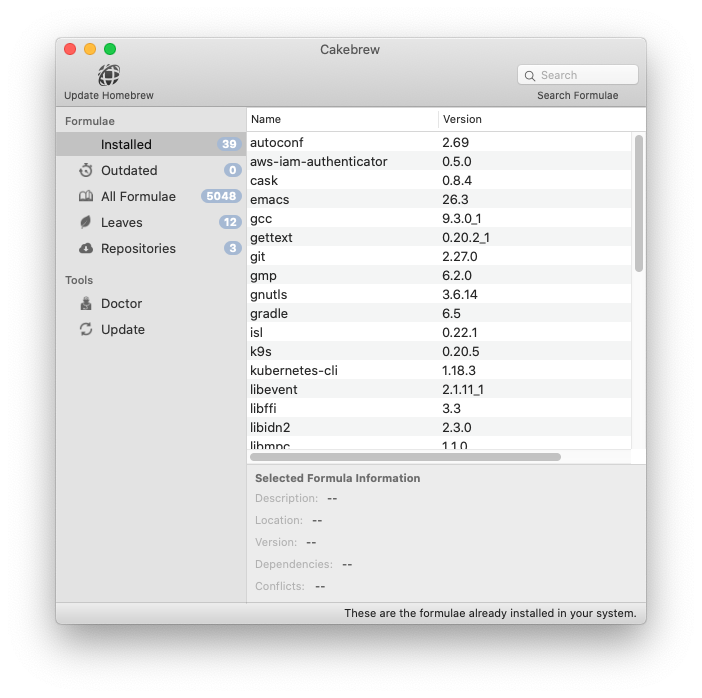 Cakebrew
Update Homebrew
Search
Search Formulae
Formulae
Installed 39
Outdated 0
All Formulae 5048
Leaves 12
Repositories 3
Tools
Doctor
Update
Name Version
autoconf 2.69
aws-iam-authenticator 0.5.0
cask 0.8.4
emacs 26.3
gcc 9.3.0_1
gettext 0.20.2_1
git 2.27.0
gmp 6.2.0
gnutls 3.6.14
gradle 6.5
isl 0.22.1
k9s 0.20.5
kubernetes-cli 1.18.3
libevent 2.1.11_1
libffi 3.3
libidn2 2.3.0
libmpc 1.1.0
Selected Formula Information
Description: --
Location: --
Version: --
Dependencies: --
Conflicts: --
These are the formulae already installed in your system.